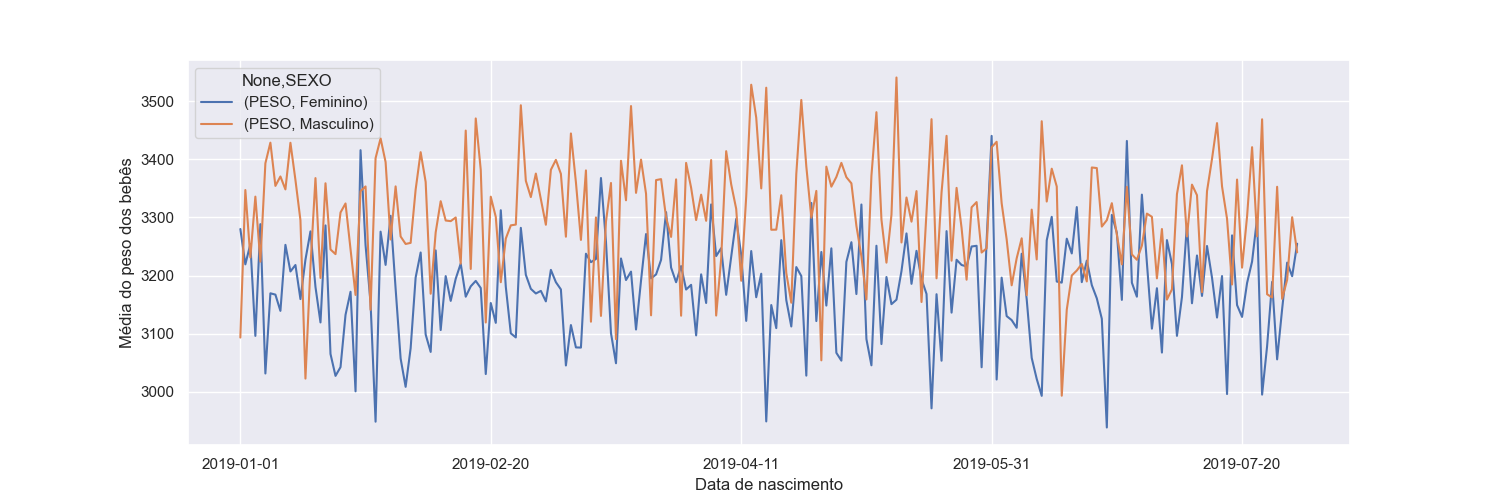 None,SEXO
(PESO, Feminino)
(PESO, Masculino)
Média do peso dos bebês
3500
3400
3300
3200
3100
3000
2019-01-01
2019-02-20
2019-04-11
2019-05-31
2019-07-20
Data de nascimento